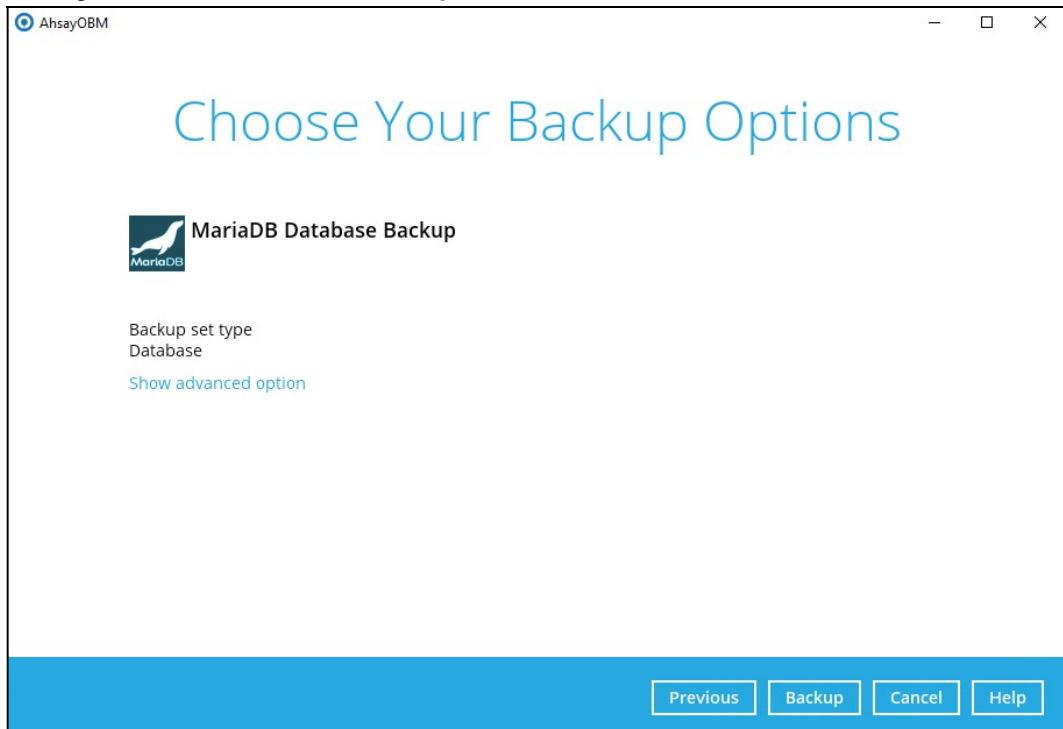 AhsayOBM
Choose Your Backup Options
MariaDB
MariaDB Database Backup
Backup set type
Database
Show advanced option
Previous Backup Cancel Help